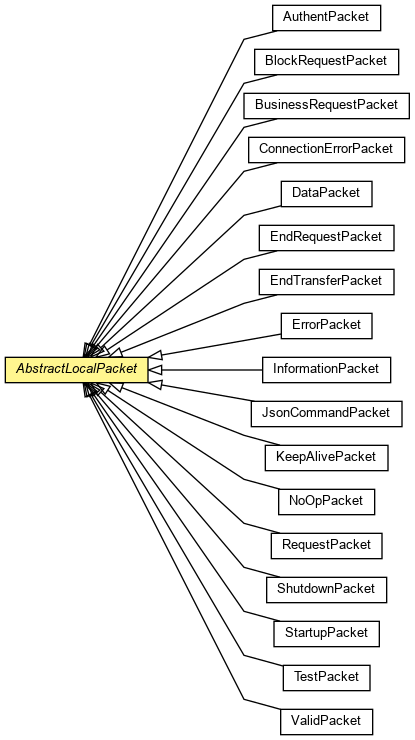 AuthentPacket
BlockRequestPacket
BusinessRequestPacket
ConnectionErrorPacket
DataPacket
EndRequestPacket
EndTransferPacket
ErrorPacket
AbstractLocalPacket
InformationPacket
JsonCommandPacket
KeepAlivePacket
NoOpPacket
RequestPacket
ShutdownPacket
StartupPacket
TestPacket
ValidPacket